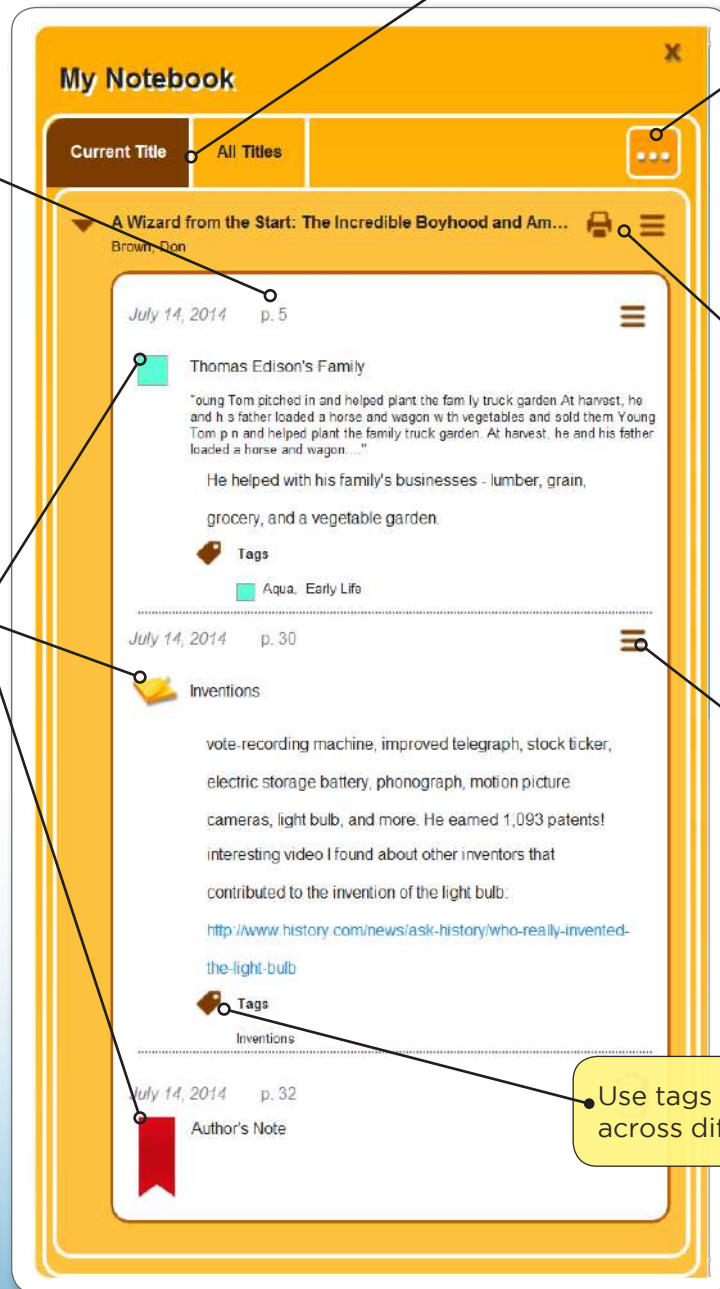 My Notebook
x
Current Title
All Titles
A Wizard from the Start: The Incredible Boyhood and Am...
Brown, Don
July 14, 2014 p. 5
Thomas Edison's Family
"oung Tom pitched in and helped plant the fam ly truck garden At harvest, he
and h s father loaded a horse and wagon w th vegetables and sold them Young
Tom p n and helped plant the family truck garden. At harvest, he and his father
loaded a horse and wagon...."
He helped with his family's businesses - lumber, grain,
grocery, and a vegetable garden.
Tags
Aqua, Early Life
July 14, 2014 p. 30
Inventions
vote-recording machine, improved telegraph, stock ticker,
electric storage battery, phonograph, motion picture
cameras, light bulb, and more. He earned 1,093 patents!
interesting video I found about other inventors that
contributed to the invention of the light bulb:
http://www.history.com/news/ask-history/who-really-invented-
the-light-bulb
Tags
Inventions
July 14, 2014 p. 32
Author's Note
Use tags
across